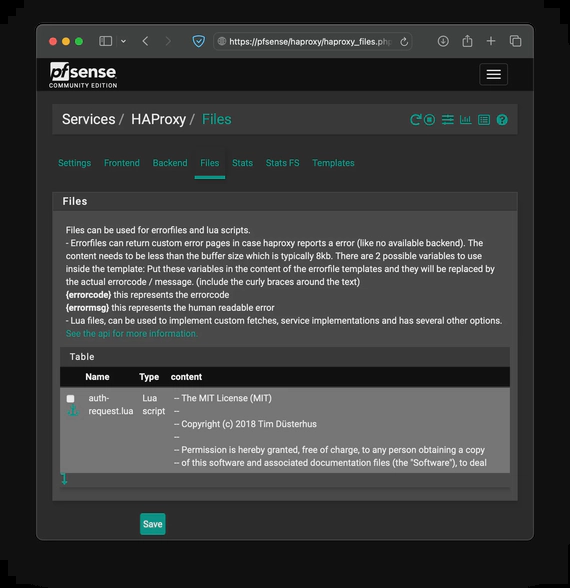 https://pfsense/haproxy/haproxy_files.php
pfsense
COMMUNITY EDITION
Services / HAProxy / Files
Settings Frontend Backend Files Stats Stats FS Templates
Files
Files can be used for errorfiles and lua scripts.
- Errorfiles can return custom error pages in case haproxy reports a error (like no available backend). The
content needs to be less than the buffer size which is typically 8kb. There are 2 possible variables to use
inside the template: Put these variables in the content of the errorfile templates and they will be replaced by
the actual errorcode / message. (include the curly braces around the text)
{errorcode} this represents the errorcode
{errormsg} this represents the human readable error
- Lua files, can be used to implement custom fetches, service implementations and has several other options.
See the api for more information.
Table
Name Type content
auth- Lua -- The MIT License (MIT)
request.lua script --
-- Copyright (c) 2018 Tim Düsterhus
--
-- Permission is hereby granted, free of charge, to any person obtaining a copy
-- of this software and associated documentation files (the "Software"), to deal
Save